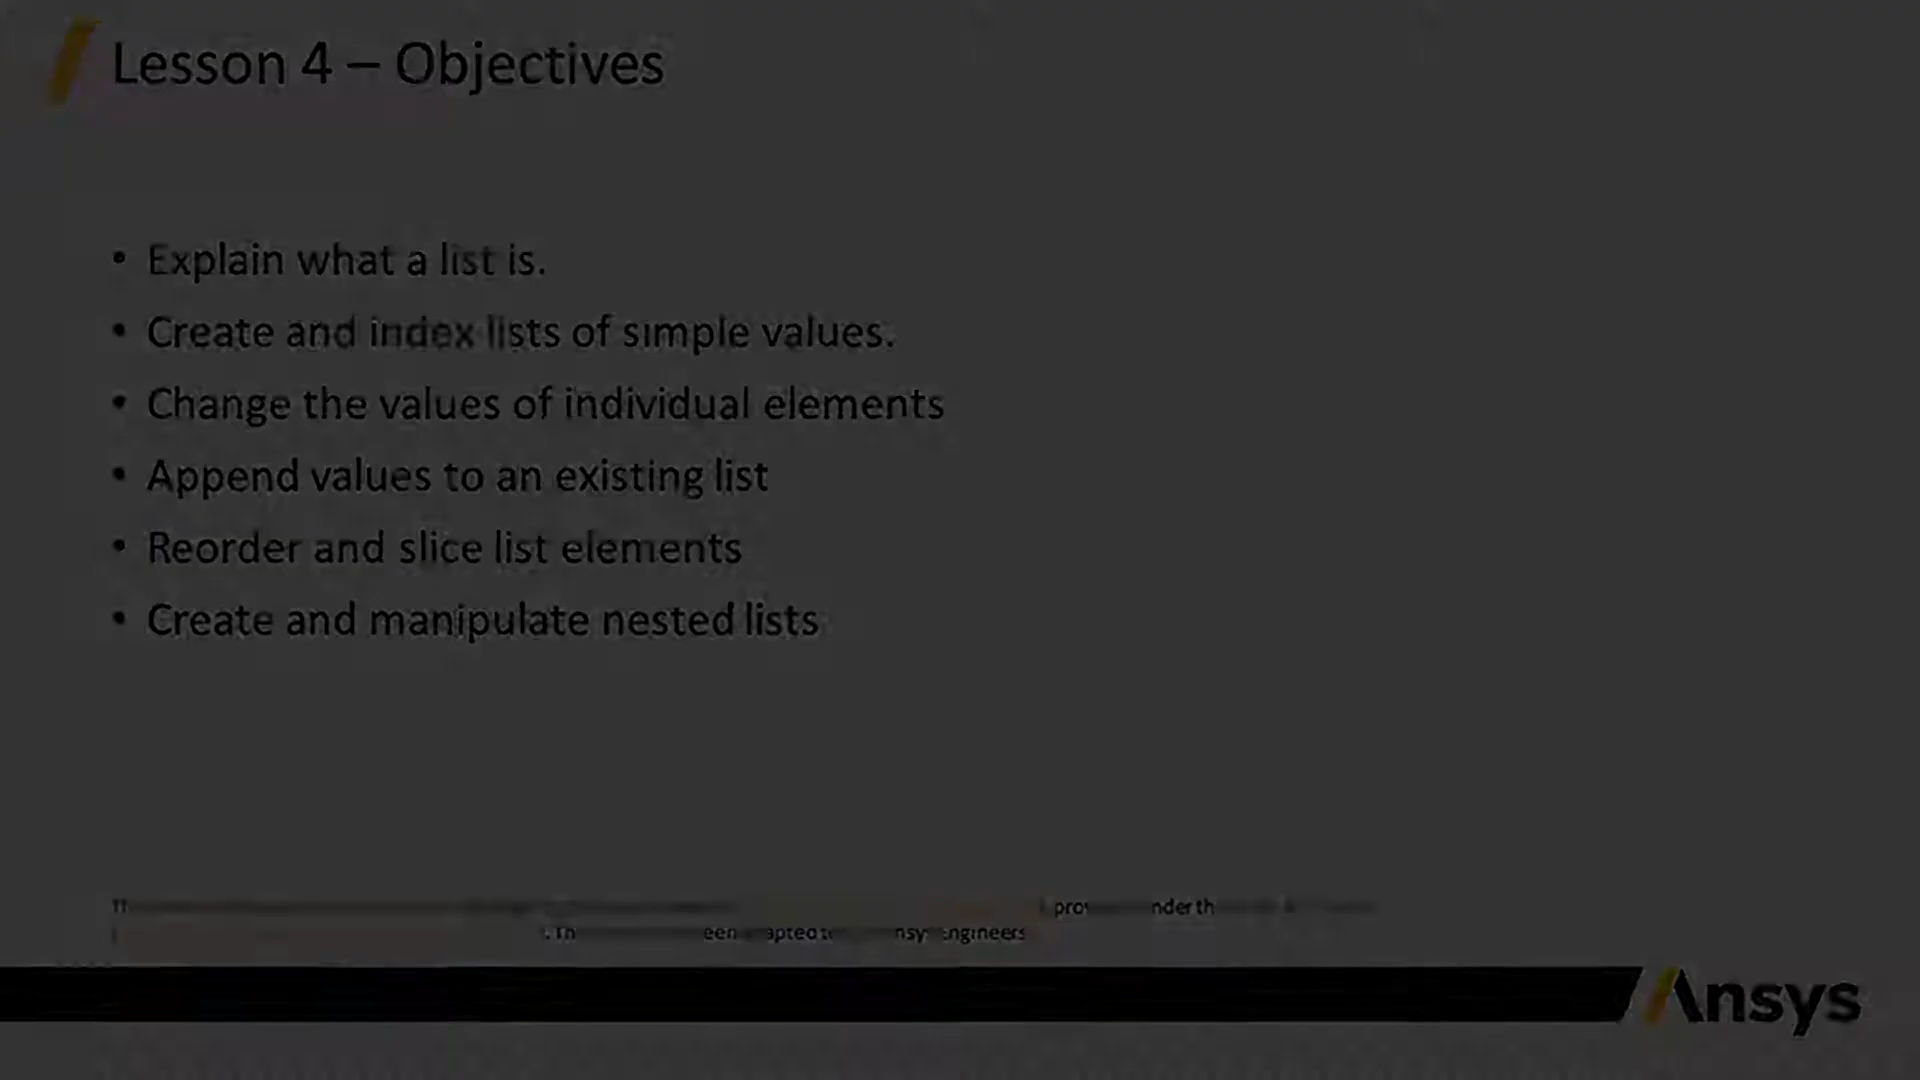 Lesson 4 – Objectives
• Explain what a list is.
• Create and index lists of simple values.
• Change the values of individual elements
• Append values to an existing list
• Reorder and slice list elements
• Create and manipulate nested lists
Engineers
Ansys